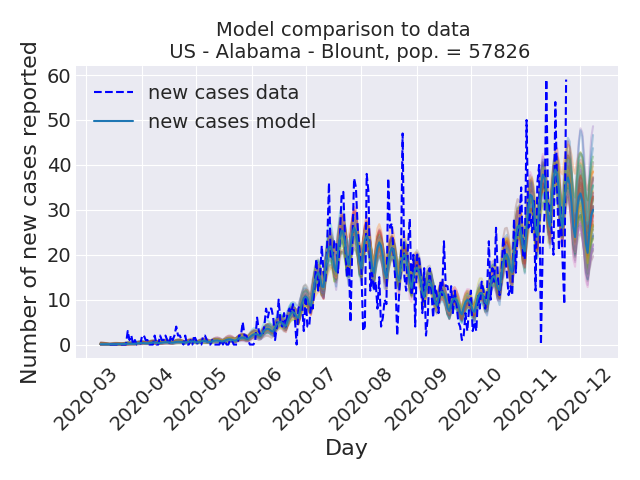 Model comparison to data
US - Alabama - Blount, pop. = 57826
Number of new cases reported
60
50
40
30
20
10
0
new cases data
new cases model
2020-03
2020-04
2020-05
2020-06
2020-07
2020-08
2020-09
2020-10
2020-11
2020-12
Day